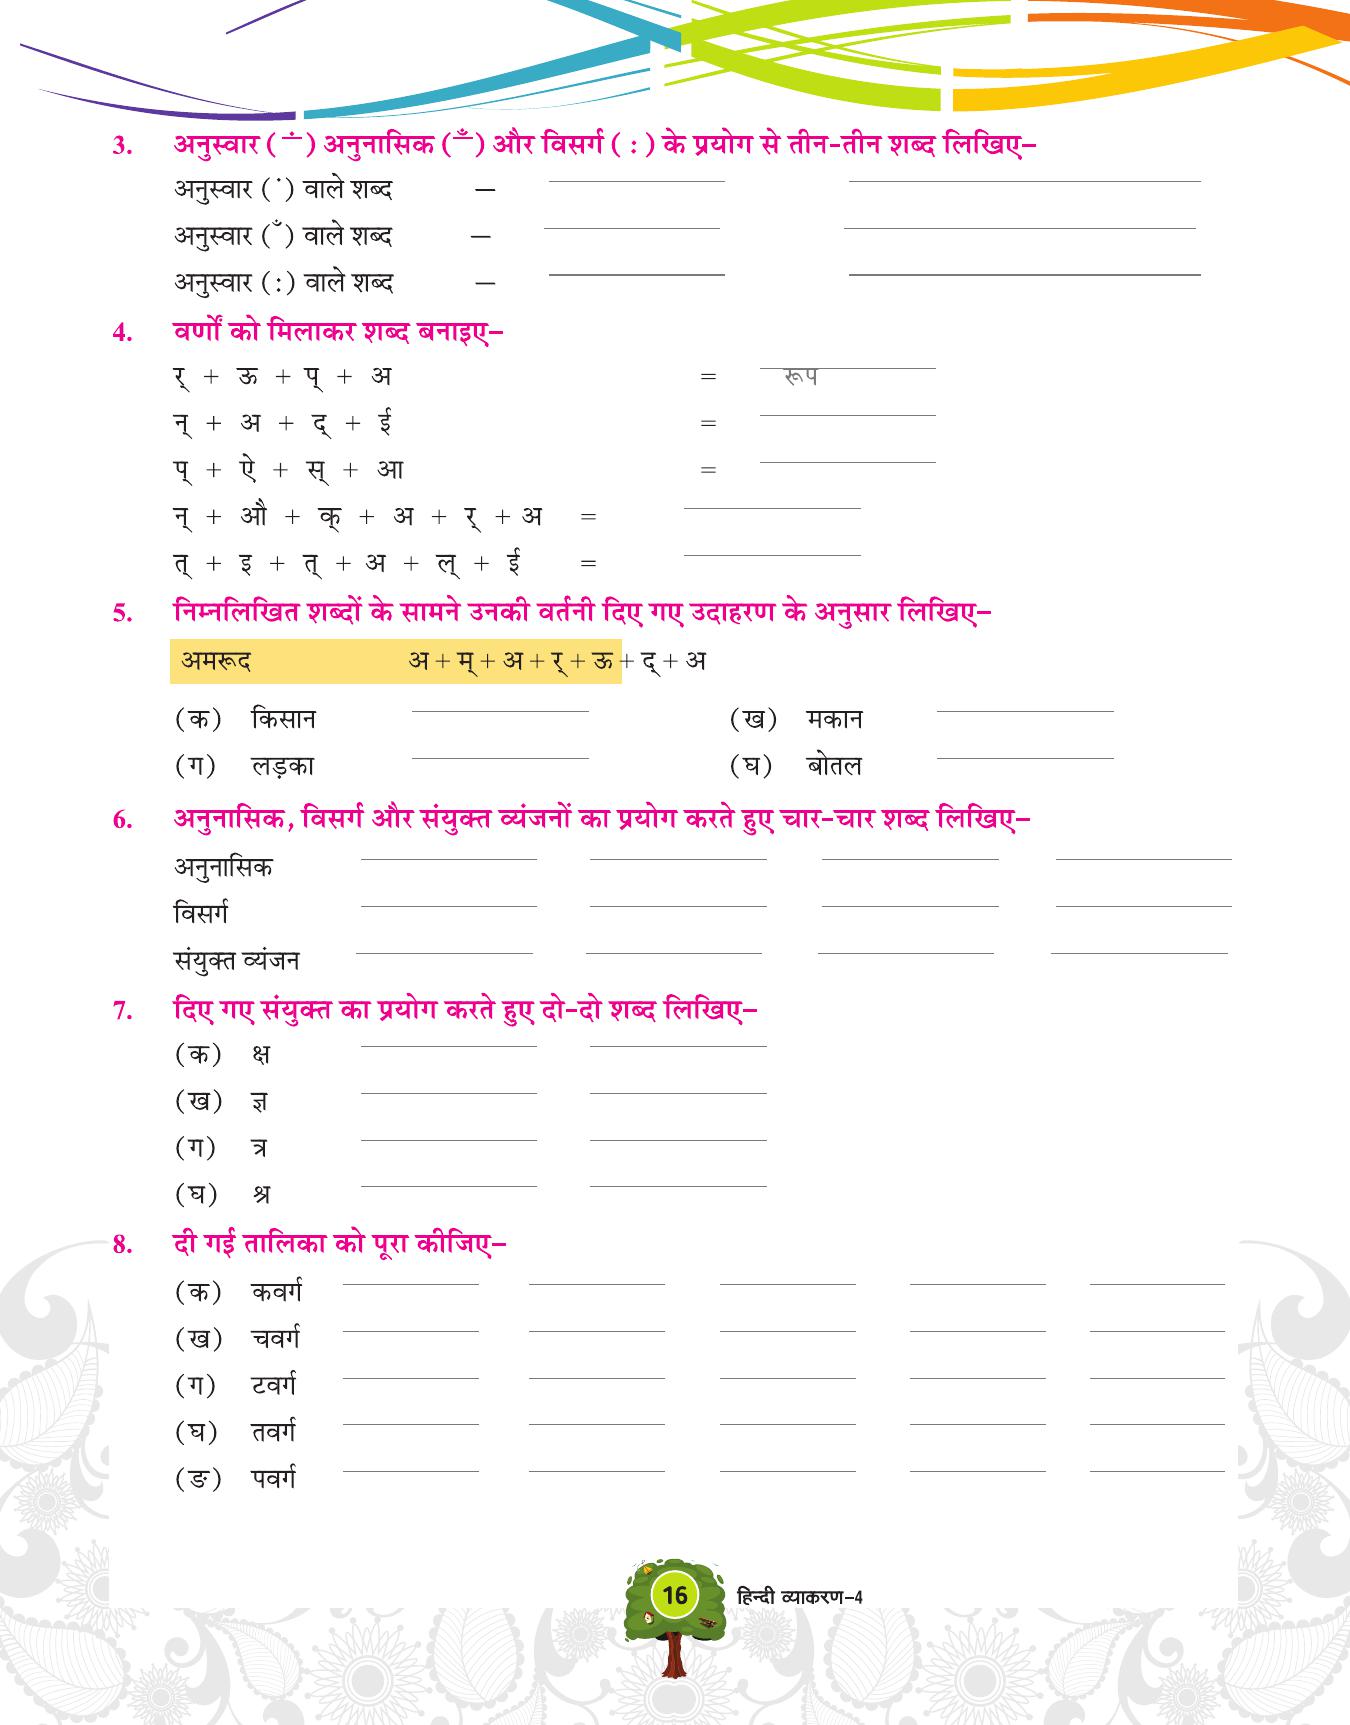 3. अनुस्वार ( ं ) अनुनासिक ( ँ ) और विसर्ग ( : ) के प्रयोग से तीन-तीन शब्द लिखिए–
अनुस्वार ( ं ) वाले शब्द –
अनुस्वार ( ँ ) वाले शब्द –
अनुस्वार (:) वाले शब्द –
4. वर्णों को मिलाकर शब्द बनाइए–
र् + ऊ + प् + अ = रूप
न् + अ + द् + ई =
प् + ऐ + स् + आ =
न् + औ + क् + अ + र् + अ =
त् + इ + त् + अ + ल् + ई =
5. निम्नलिखित शब्दों के सामने उनकी वर्तनी दिए गए उदाहरण के अनुसार लिखिए–
अमरूद अ + म् + अ + र् + ऊ + द् + अ
(क) किसान (ख) मकान
(ग) लड़का (घ) बोतल
6. अनुनासिक, विसर्ग और संयुक्त व्यंजनों का प्रयोग करते हुए चार-चार शब्द लिखिए–
अनुनासिक
विसर्ग
संयुक्त व्यंजन
7. दिए गए संयुक्त का प्रयोग करते हुए दो-दो शब्द लिखिए–
(क) क्ष
(ख) ज्ञ
(ग) त्र
(घ) श्र
8. दी गई तालिका को पूरा कीजिए–
(क) कवर्ग
(ख) चवर्ग
(ग) टवर्ग
(घ) तवर्ग
(ङ) पवर्ग
16 हिन्दी व्याकरण-4